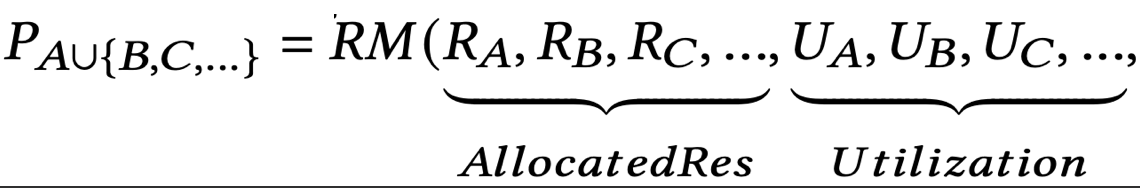 P_{A∪{B,C,...}} = RM(R_A, R_B, R_C, ..., U_A, U_B, U_C, ...,
AllocatedRes Utilization